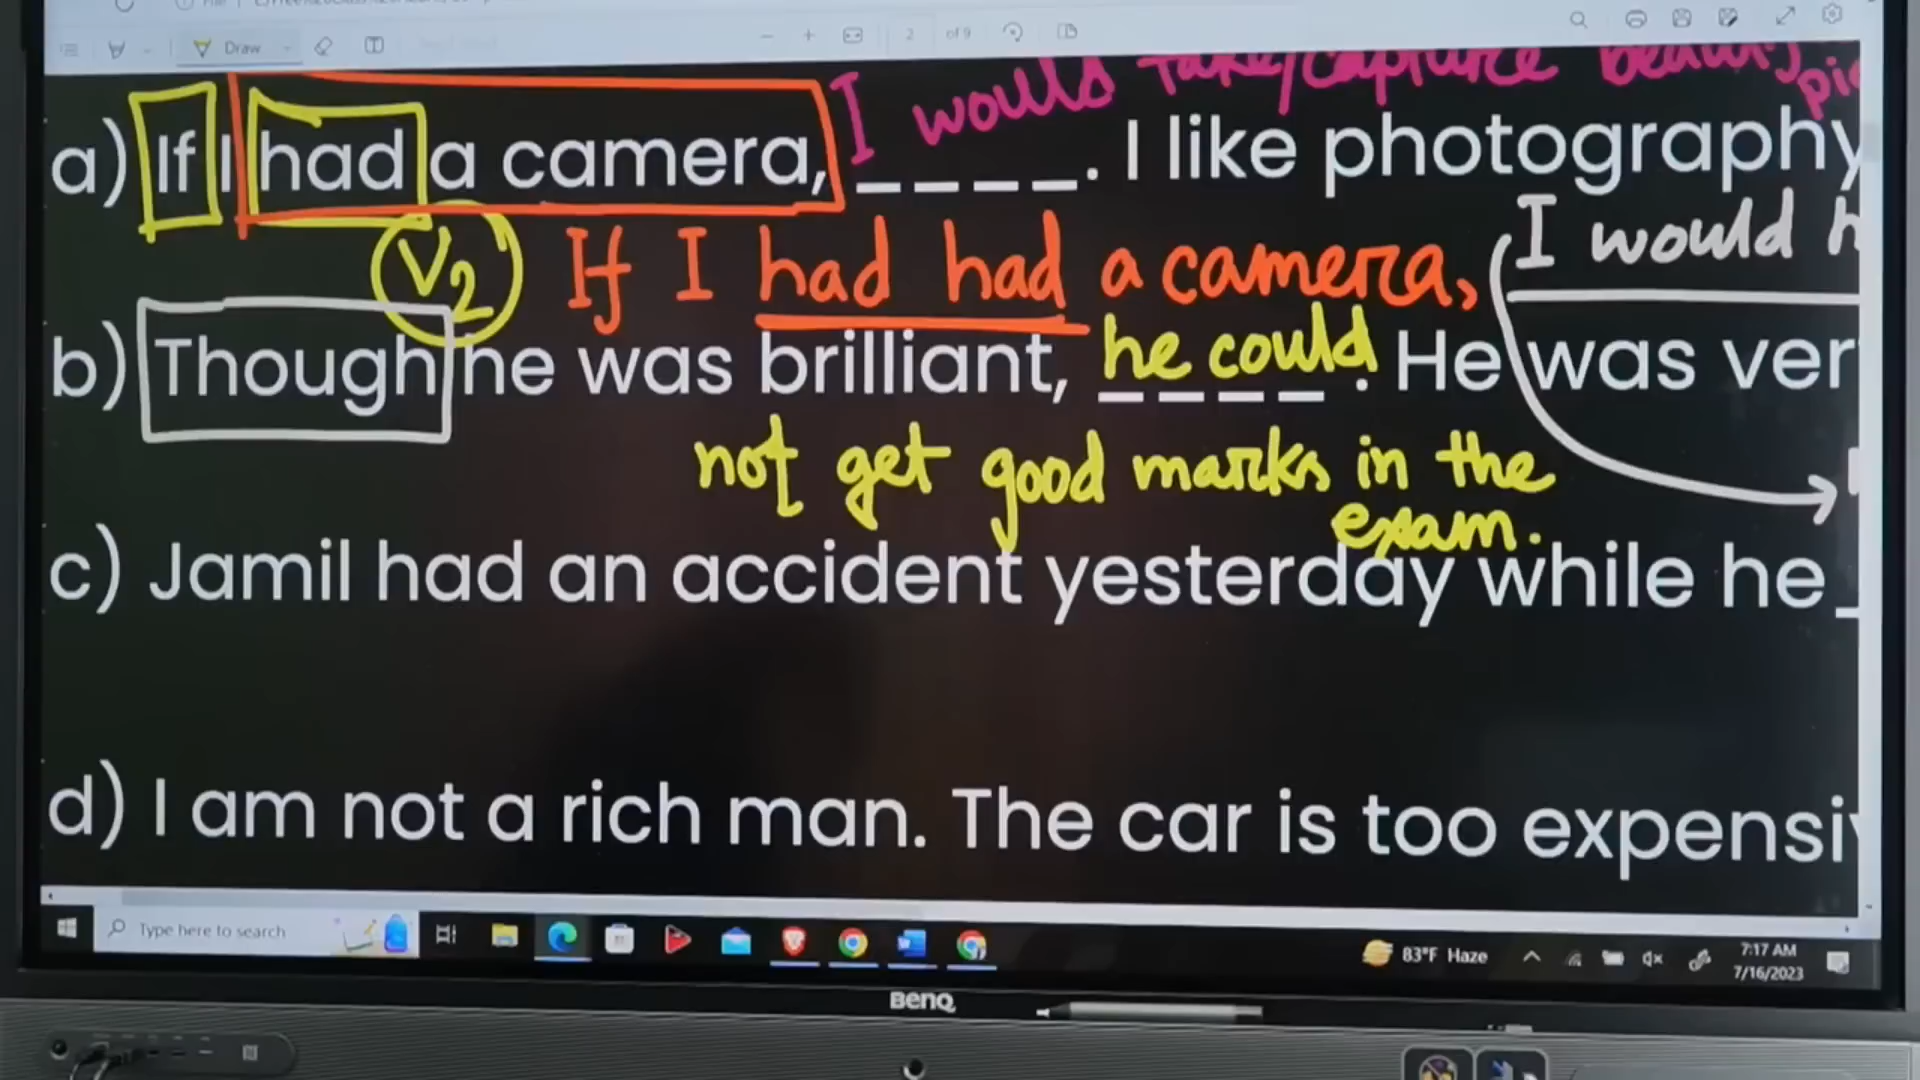 Draw
2 of 9
I would take/capture
a) If I had a camera, _ _ _ _. I like photography
V2 If I had had a camera, I would h
b) Though he was brilliant, he could. He was ver
not get good marks in the
exam.
c) Jamil had an accident yesterday while he _
d) I am not a rich man. The car is too expensi
Type here to search
83°F Haze
7:17 AM
7/16/2023
BenQ